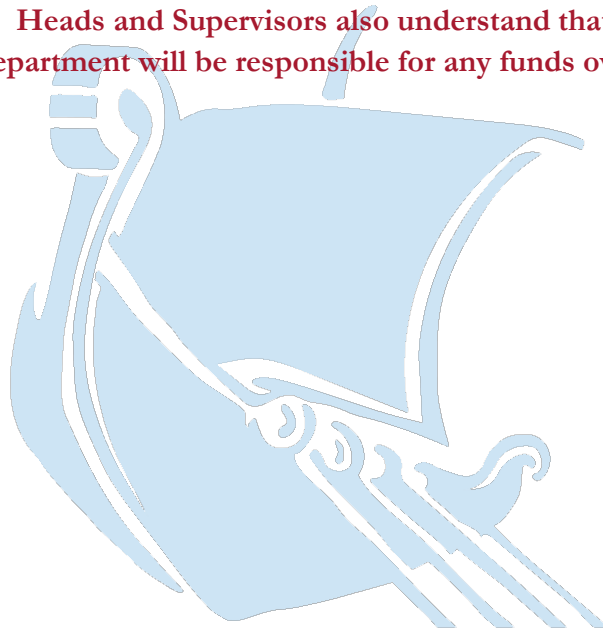 Heads and Supervisors also understand tha
epartment will be responsible for any funds ov